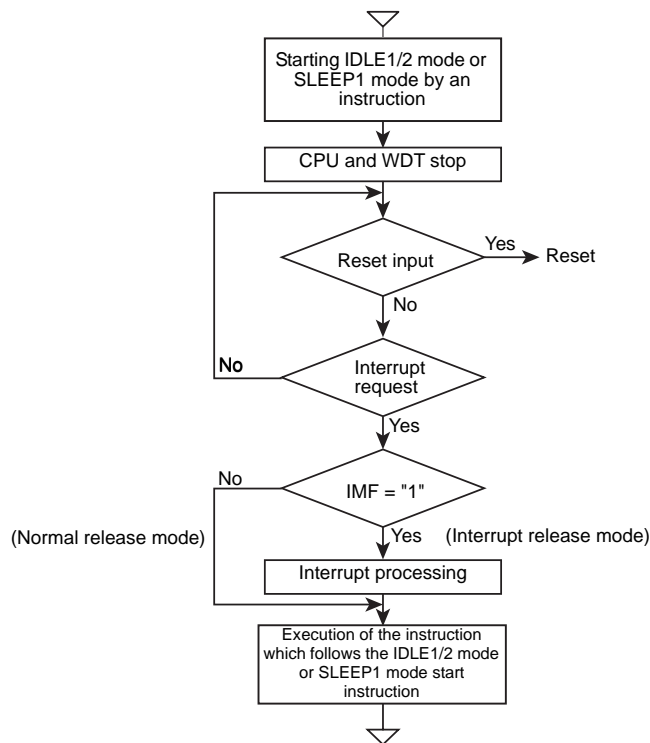 Starting IDLE1/2 mode or
SLEEP1 mode by an
instruction
CPU and WDT stop
Reset input
Yes
Reset
No
Interrupt
request
No
Yes
IMF = "1"
No
(Normal release mode)
Yes
(Interrupt release mode)
Interrupt processing
Execution of the instruction
which follows the IDLE1/2 mode
or SLEEP1 mode start
instruction